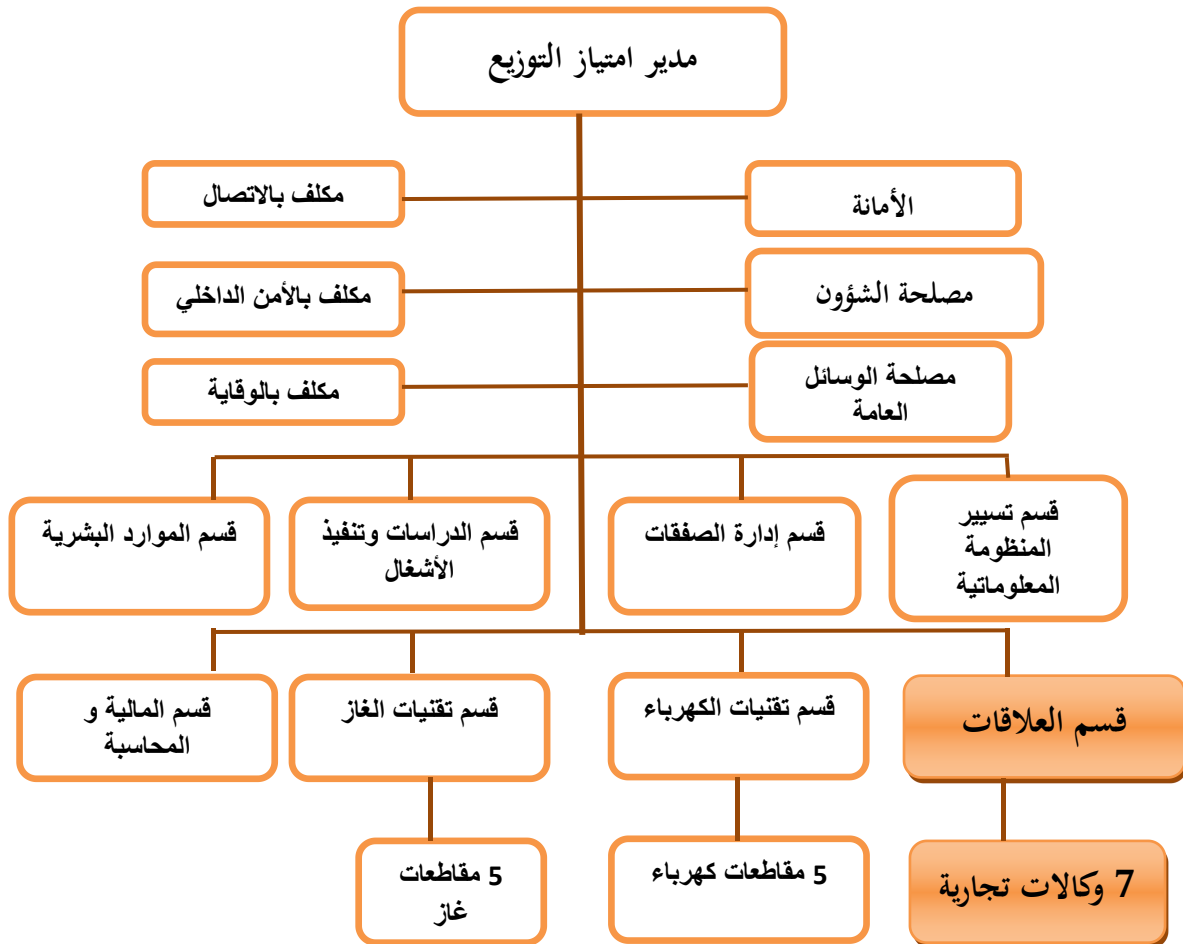 مدير امتياز التوزيع
الأمانة
مكلف بالاتصال
مصلحة الشؤون
مكلف بالأمن الداخلي
مصلحة الوسائل
العامة
مكلف بالوقاية
قسم تسيير
المنظومة
المعلوماتية
قسم إدارة الصفقات
قسم الدراسات وتنفيذ
الأشغال
قسم الموارد البشرية
قسم العلاقات
قسم تقنيات الكهرباء
قسم تقنيات الغاز
قسم المالية و
المحاسبة
7 وكالات تجارية
5 مقاطعات كهرباء
5 مقاطعات
غاز